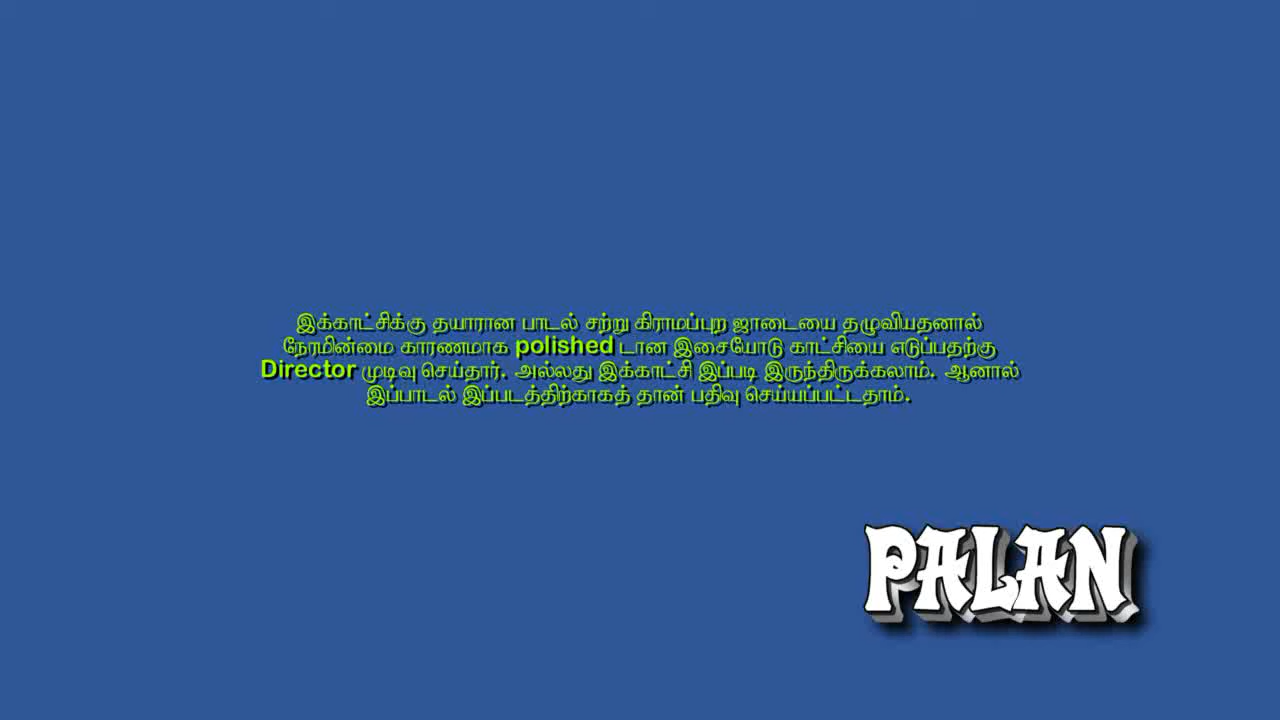 இக்காட்சிக்கு தயாரான பாடல் சற்று கிராமப்புற ஜாடையை தழுவியதனால்
நேரமின்மை காரணமாக polished டான இசையோடு காட்சியை எடுப்பதற்கு
Director முடிவு செய்தார். அல்லது இக்காட்சி இப்படி இருந்திருக்கலாம். ஆனால்
இப்பாடல் இப்படத்திற்காகத் தான் பதிவு செய்யப்பட்டதாம்.
PALAN